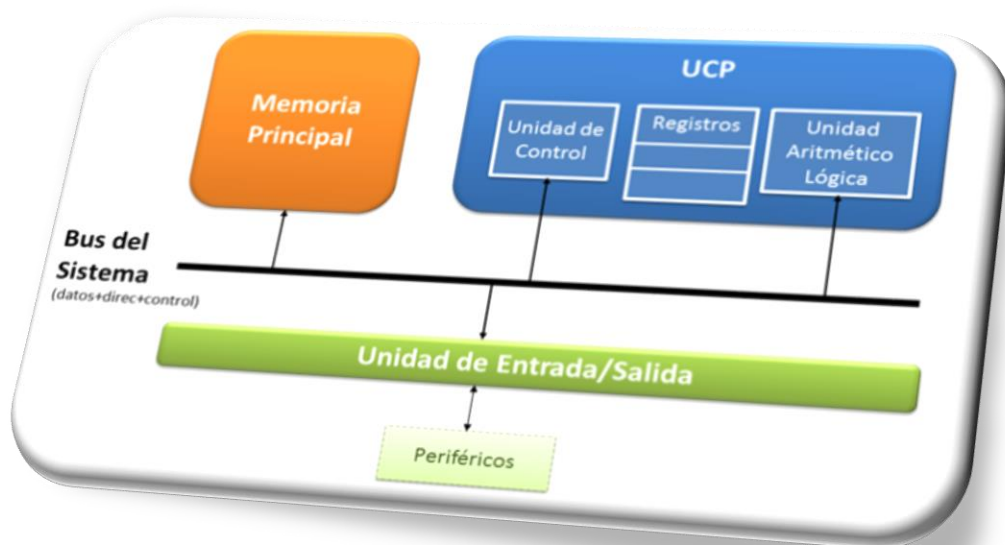 Memoria
Principal
UCP
Unidad de
Control
Registros
Unidad
Aritmético
Lógica
Bus del
Sistema
(datos+direc+control)
Unidad de Entrada/Salida
Periféricos